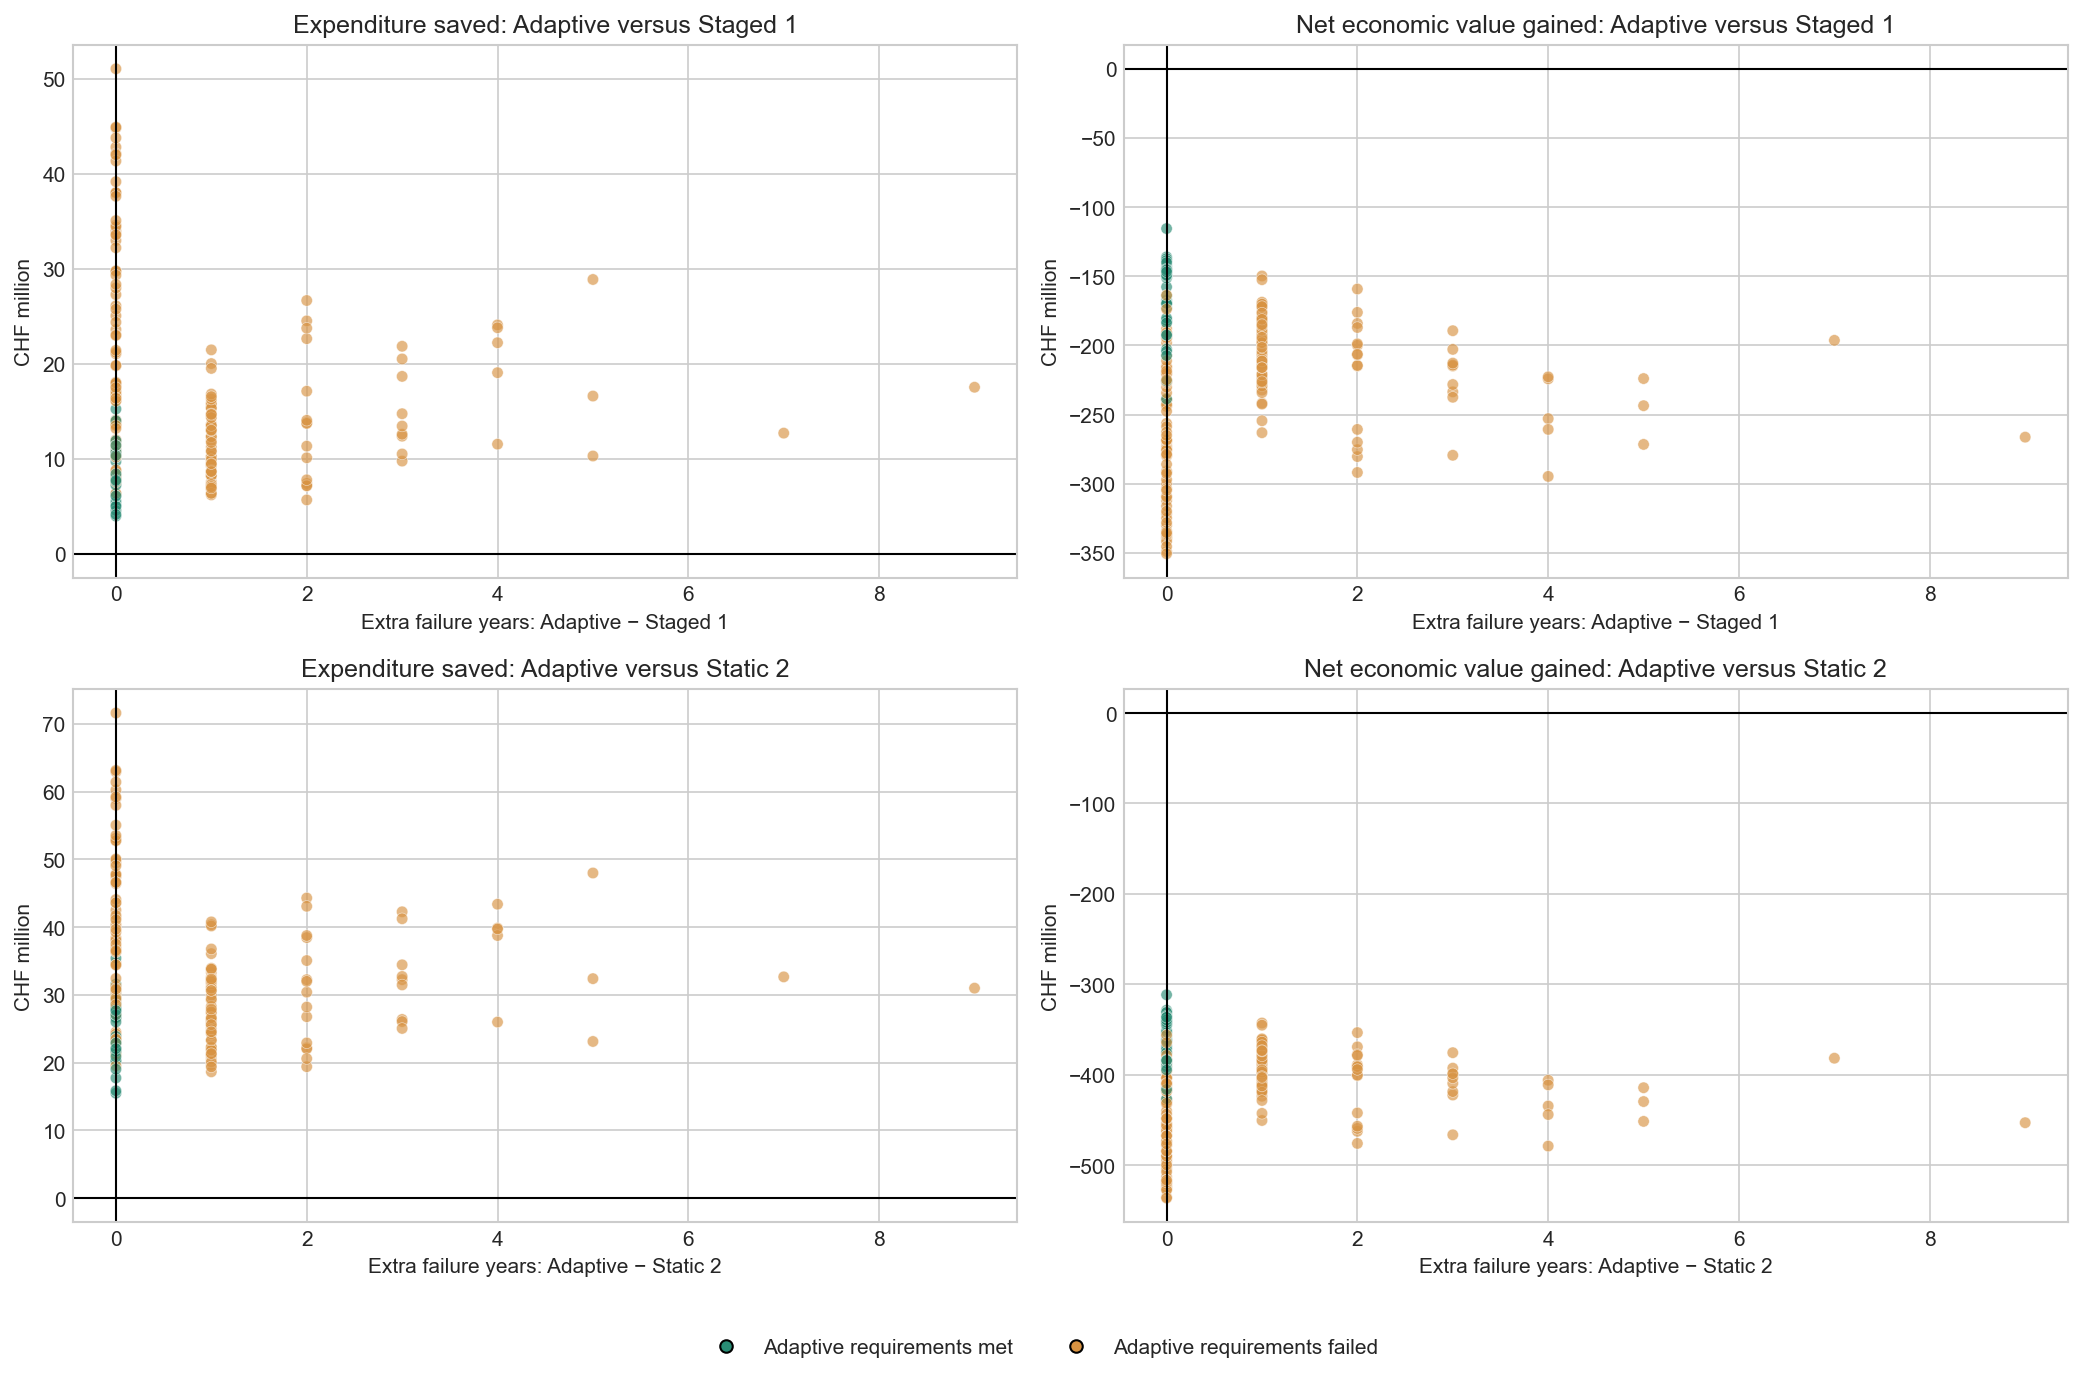 Expenditure saved: Adaptive versus Staged 1
50
40
30
20
10
0
CHF million
0 2 4 6 8
Extra failure years: Adaptive − Staged 1
Net economic value gained: Adaptive versus Staged 1
0
−50
−100
−150
−200
−250
−300
−350
CHF million
0 2 4 6 8
Extra failure years: Adaptive − Staged 1
Expenditure saved: Adaptive versus Static 2
70
60
50
40
30
20
10
0
CHF million
0 2 4 6 8
Extra failure years: Adaptive − Static 2
Net economic value gained: Adaptive versus Static 2
0
−100
−200
−300
−400
−500
CHF million
0 2 4 6 8
Extra failure years: Adaptive − Static 2
Adaptive requirements met
Adaptive requirements failed